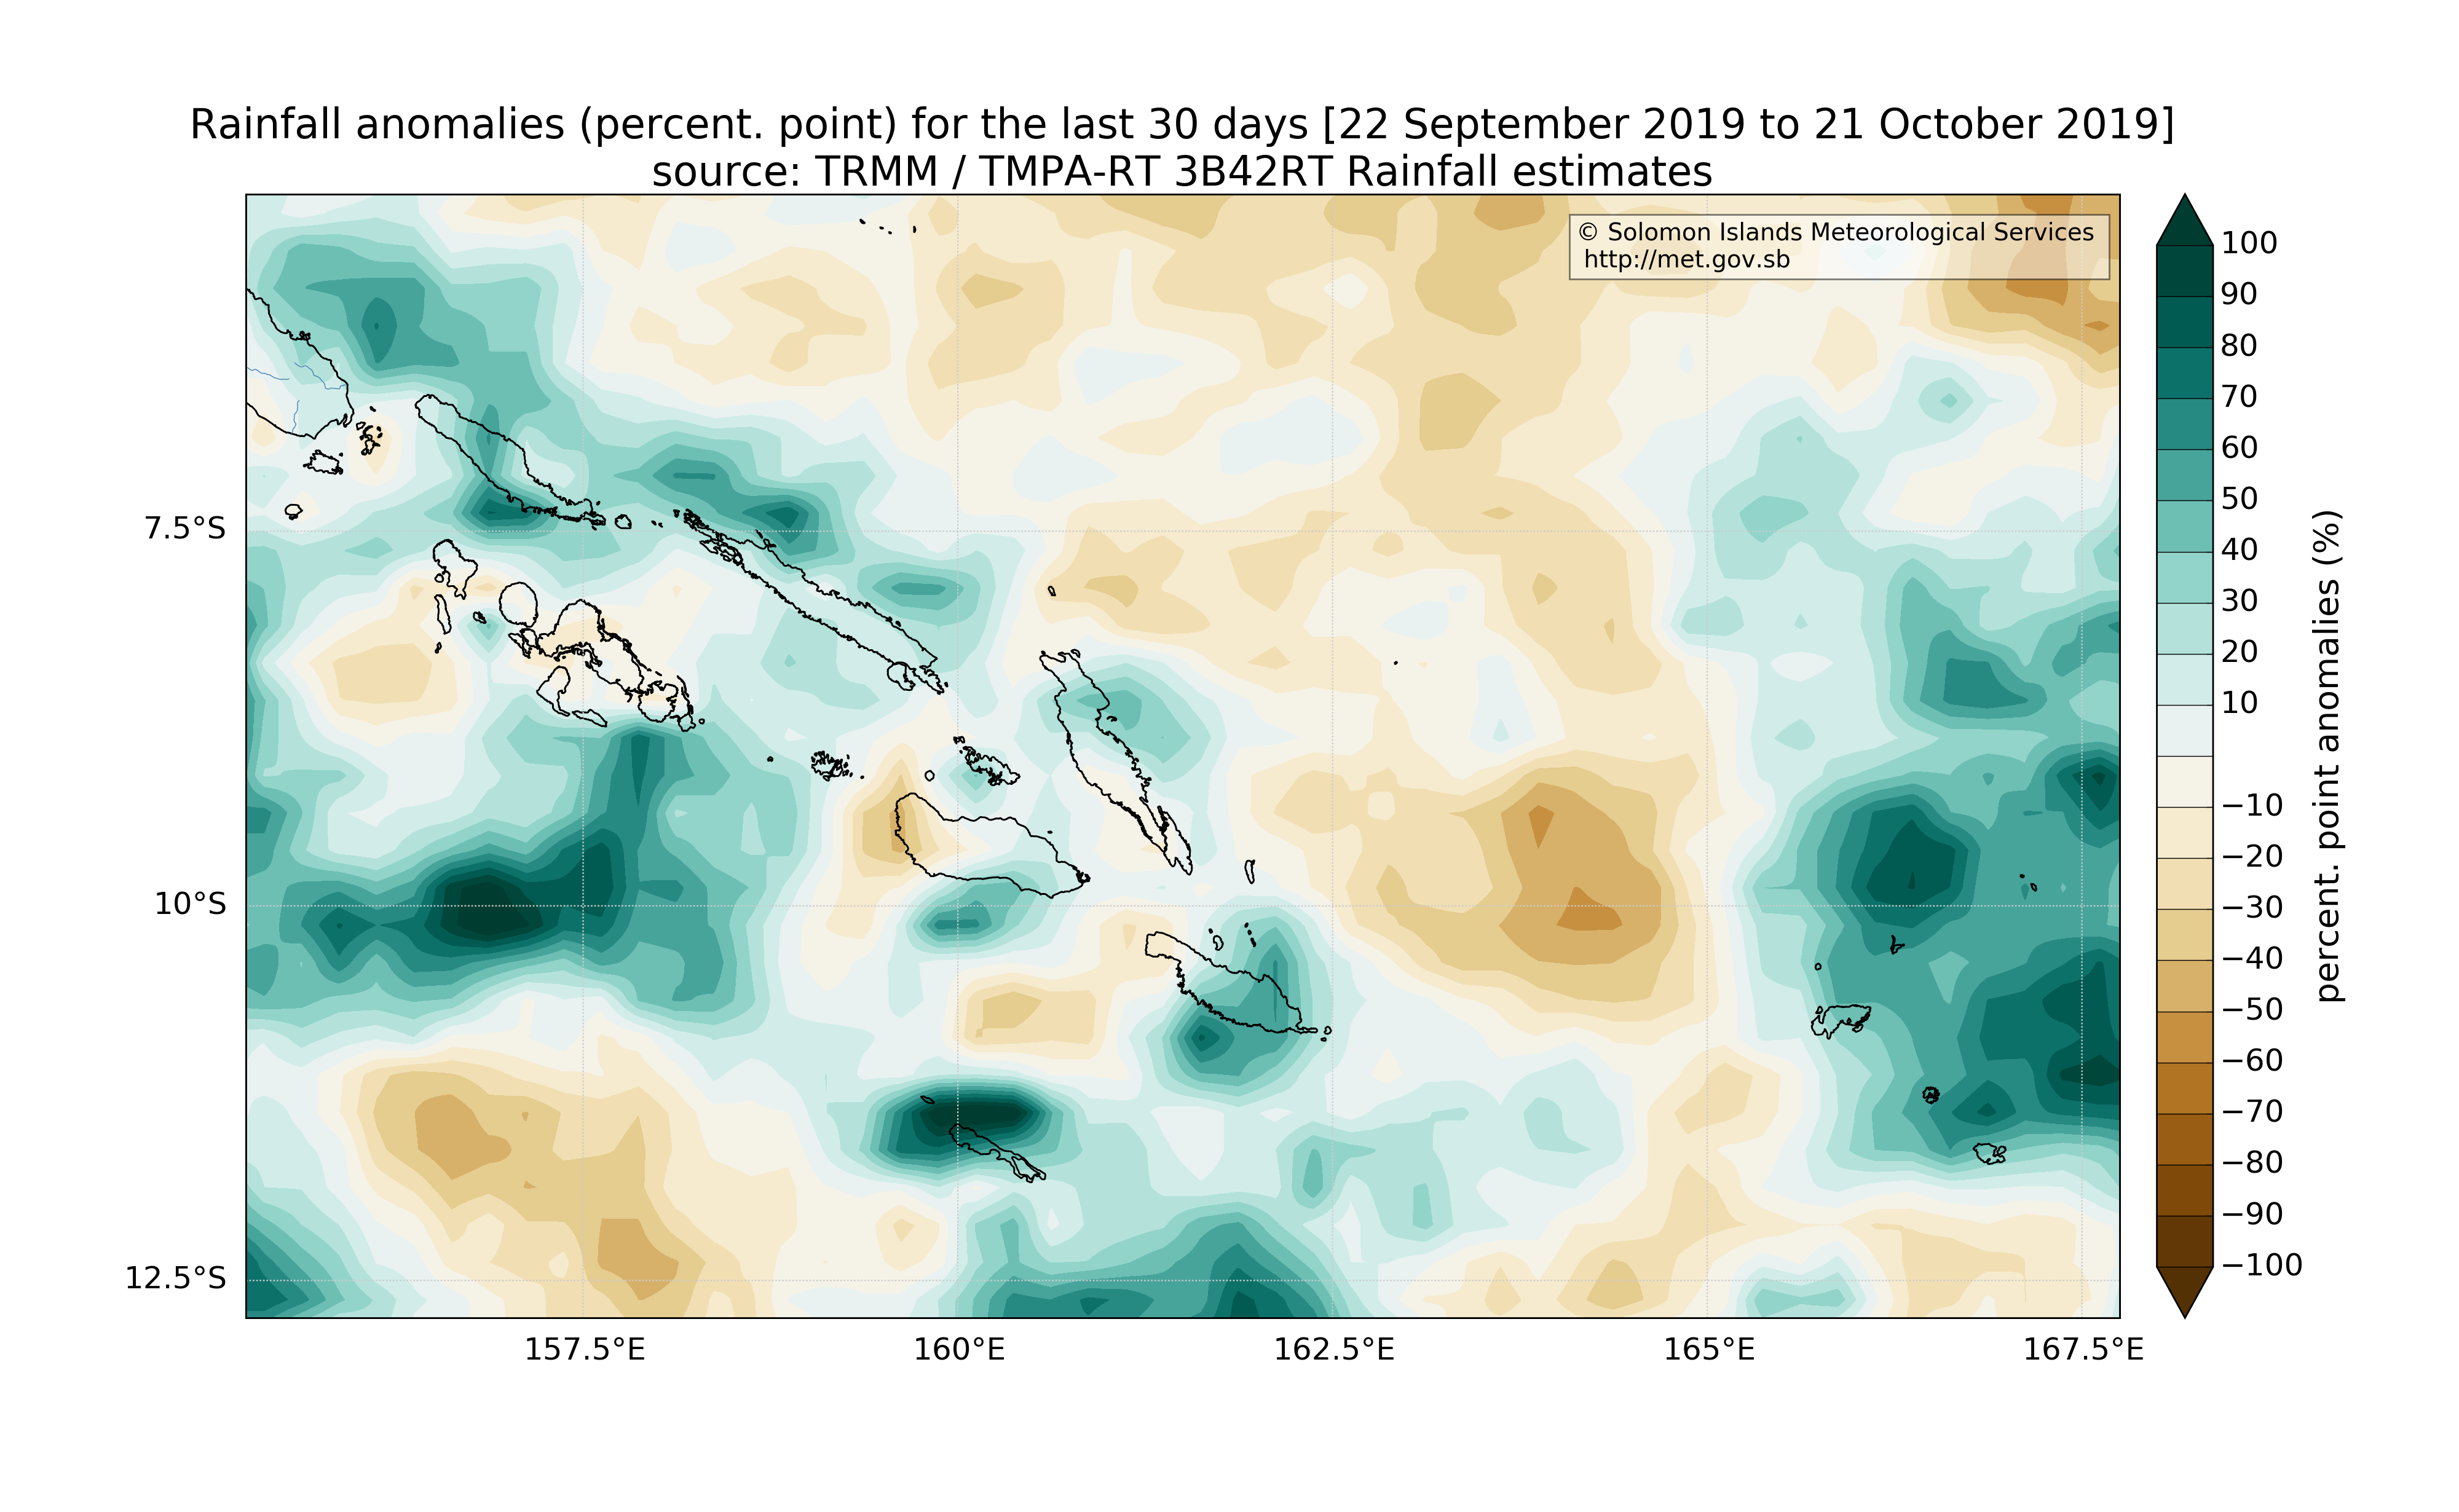 Rainfall anomalies (percent. point) for the last 30 days [22 September 2019 to 21 October 2019]
source: TRMM / TMPA-RT 3B42RT Rainfall estimates
© Solomon Islands Meteorological Services
http://met.gov.sb
7.5°S
10°S
12.5°S
157.5°E
160°E
162.5°E
165°E
167.5°E
100
90
80
70
60
50
40
30
20
10
−10
−20
−30
−40
−50
−60
−70
−80
−90
−100
percent. point anomalies (%)